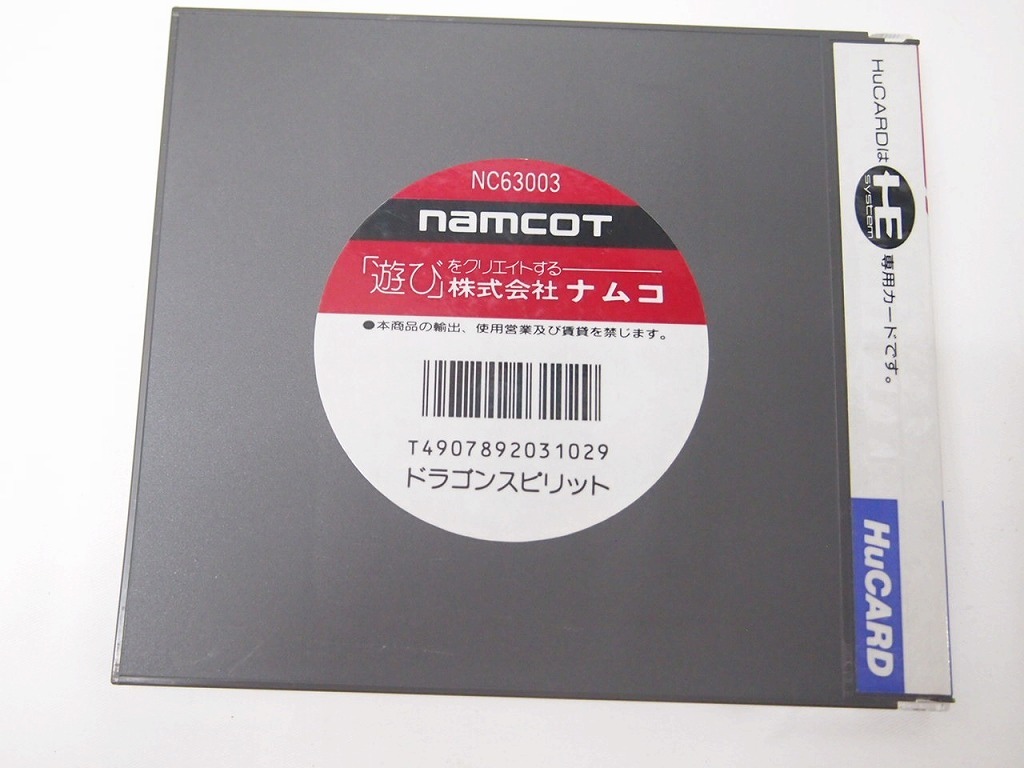 NC63003
namcoT
「遊び」をクリエイトする
株式会社ナムコ
●本商品の輸出、使用営業及び賃貸を禁じます。
T4907892031029
ドラゴンスピリット
HuCARDは HE system 専用カードです。
HuCARD